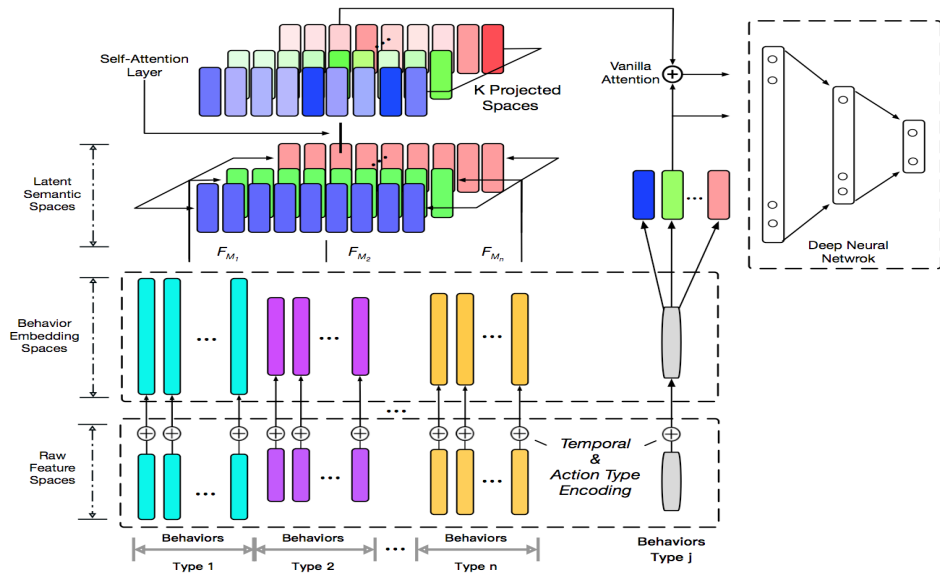 Self-Attention
Layer
K Projected
Spaces
Vanilla
Attention
Latent
Semantic
Spaces
F_{M_1}
F_{M_2}
F_{M_n}
Deep Neural
Netwrok
Behavior
Embedding
Spaces
Raw
Feature
Spaces
Temporal
&
Action Type
Encoding
Behaviors
Type 1
Behaviors
Type 2
Behaviors
Type n
Behaviors
Type j